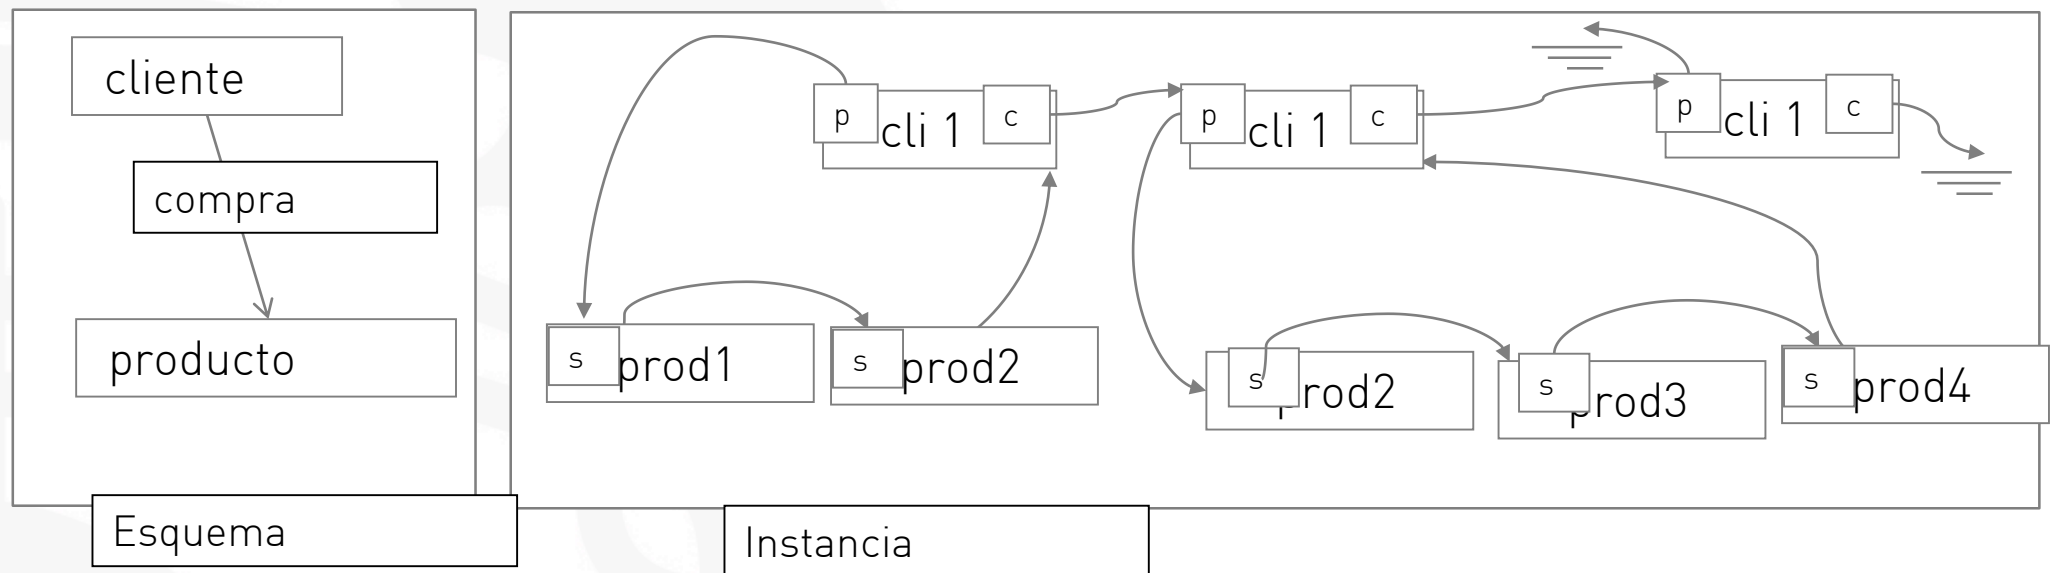 cliente
compra
producto
Esquema
p
cli 1
c
p
cli 1
c
p
cli 1
c
s
prod1
s
prod2
s
prod2
s
prod3
s
prod4
Instancia